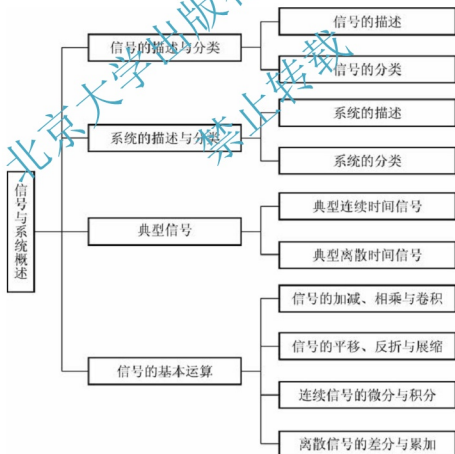 信号与系统概述
信号的描述与分类
信号的描述
信号的分类
系统的描述与分类
系统的描述
系统的分类
典型信号
典型连续时间信号
典型离散时间信号
信号的基本运算
信号的加减、相乘与卷积
信号的平移、反折与展缩
连续信号的微分与积分
离散信号的差分与累加
北京大学出版
禁止转载